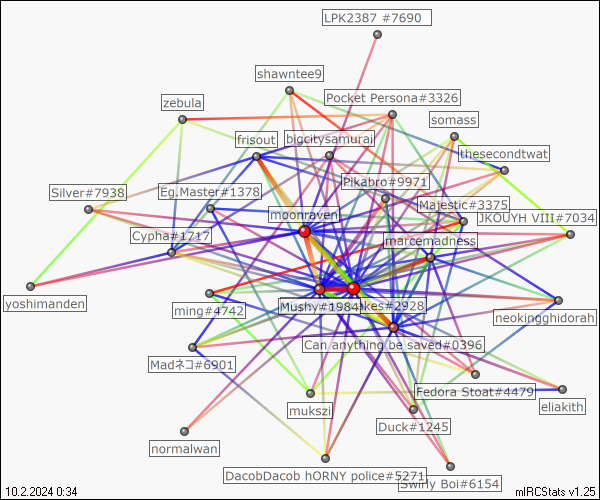 LPK2387 #7690
shawntee9
Pocket Persona#3326
zebula
somass
frisout
bigcitysamurai
thesecondtwat
Pikabro#9971
Silver#7938
Eg.Master#1378
Majestic#3375
moonraven
JKOUYH VIII#7034
Cypha#1717
marcemadness
yoshimanden
ming#4742
Mushy#1984
akes#2928
neokingghidorah
Can anything be saved#0396
Madネコ#6901
Fedora Stoat#4479
mukszi
eliakith
Duck#1245
normalwan
DacobDacob hORNY police#5271
Swirly Boi#6154
10.2.2024 0:34
mIRCStats v1.25